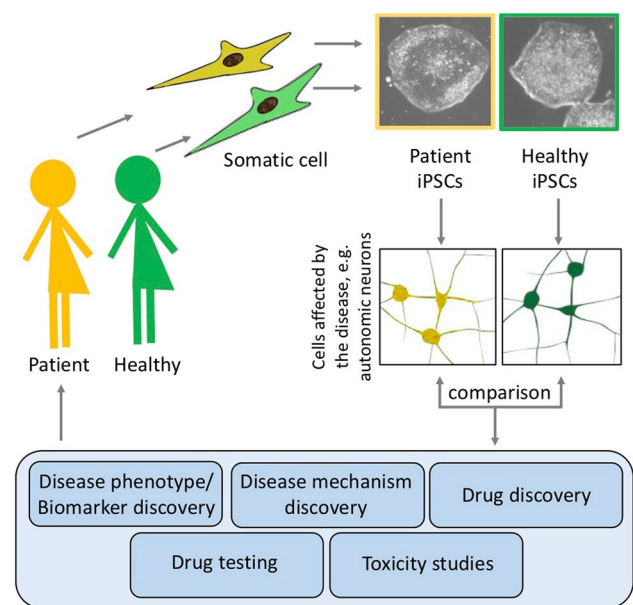 Somatic cell
Patient
iPSCs
Healthy
iPSCs
Cells affected by
the disease, e.g.
autonomic neurons
Patient
Healthy
comparison
Disease phenotype/
Biomarker discovery
Disease mechanism
discovery
Drug discovery
Drug testing
Toxicity studies